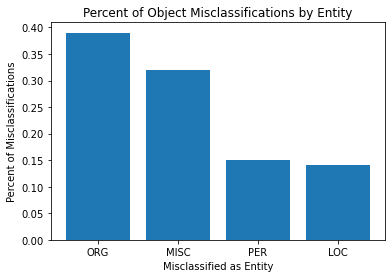 Percent of Object Misclassifications by Entity
Percent of Misclassifications
0.40
0.35
0.30
0.25
0.20
0.15
0.10
0.05
0.00
ORG MISC PER LOC
Misclassified as Entity